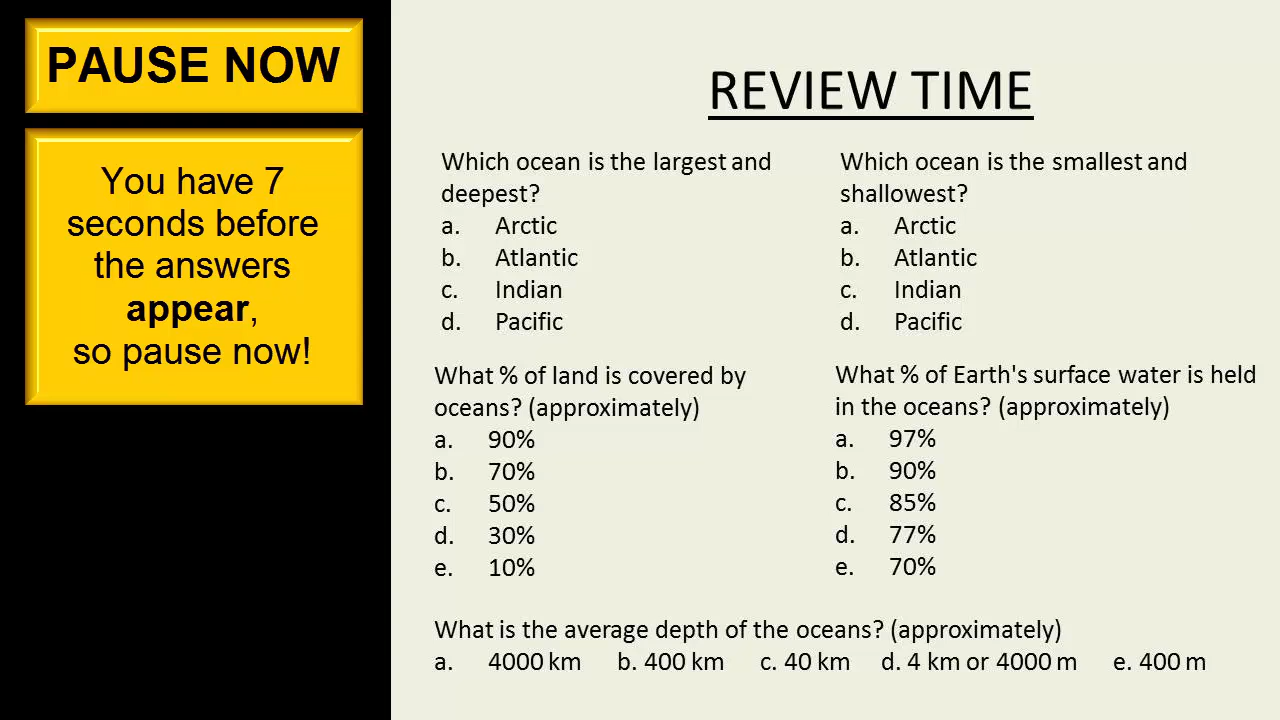 PAUSE NOW
You have 7
seconds before
the answers
appear,
so pause now!
REVIEW TIME
Which ocean is the largest and
deepest?
a. Arctic
b. Atlantic
c. Indian
d. Pacific
Which ocean is the smallest and
shallowest?
a. Arctic
b. Atlantic
c. Indian
d. Pacific
What % of land is covered by
oceans? (approximately)
a. 90%
b. 70%
c. 50%
d. 30%
e. 10%
What % of Earth's surface water is held
in the oceans? (approximately)
a. 97%
b. 90%
c. 85%
d. 77%
e. 70%
What is the average depth of the oceans? (approximately)
a. 4000 km b. 400 km c. 40 km d. 4 km or 4000 m e. 400 m